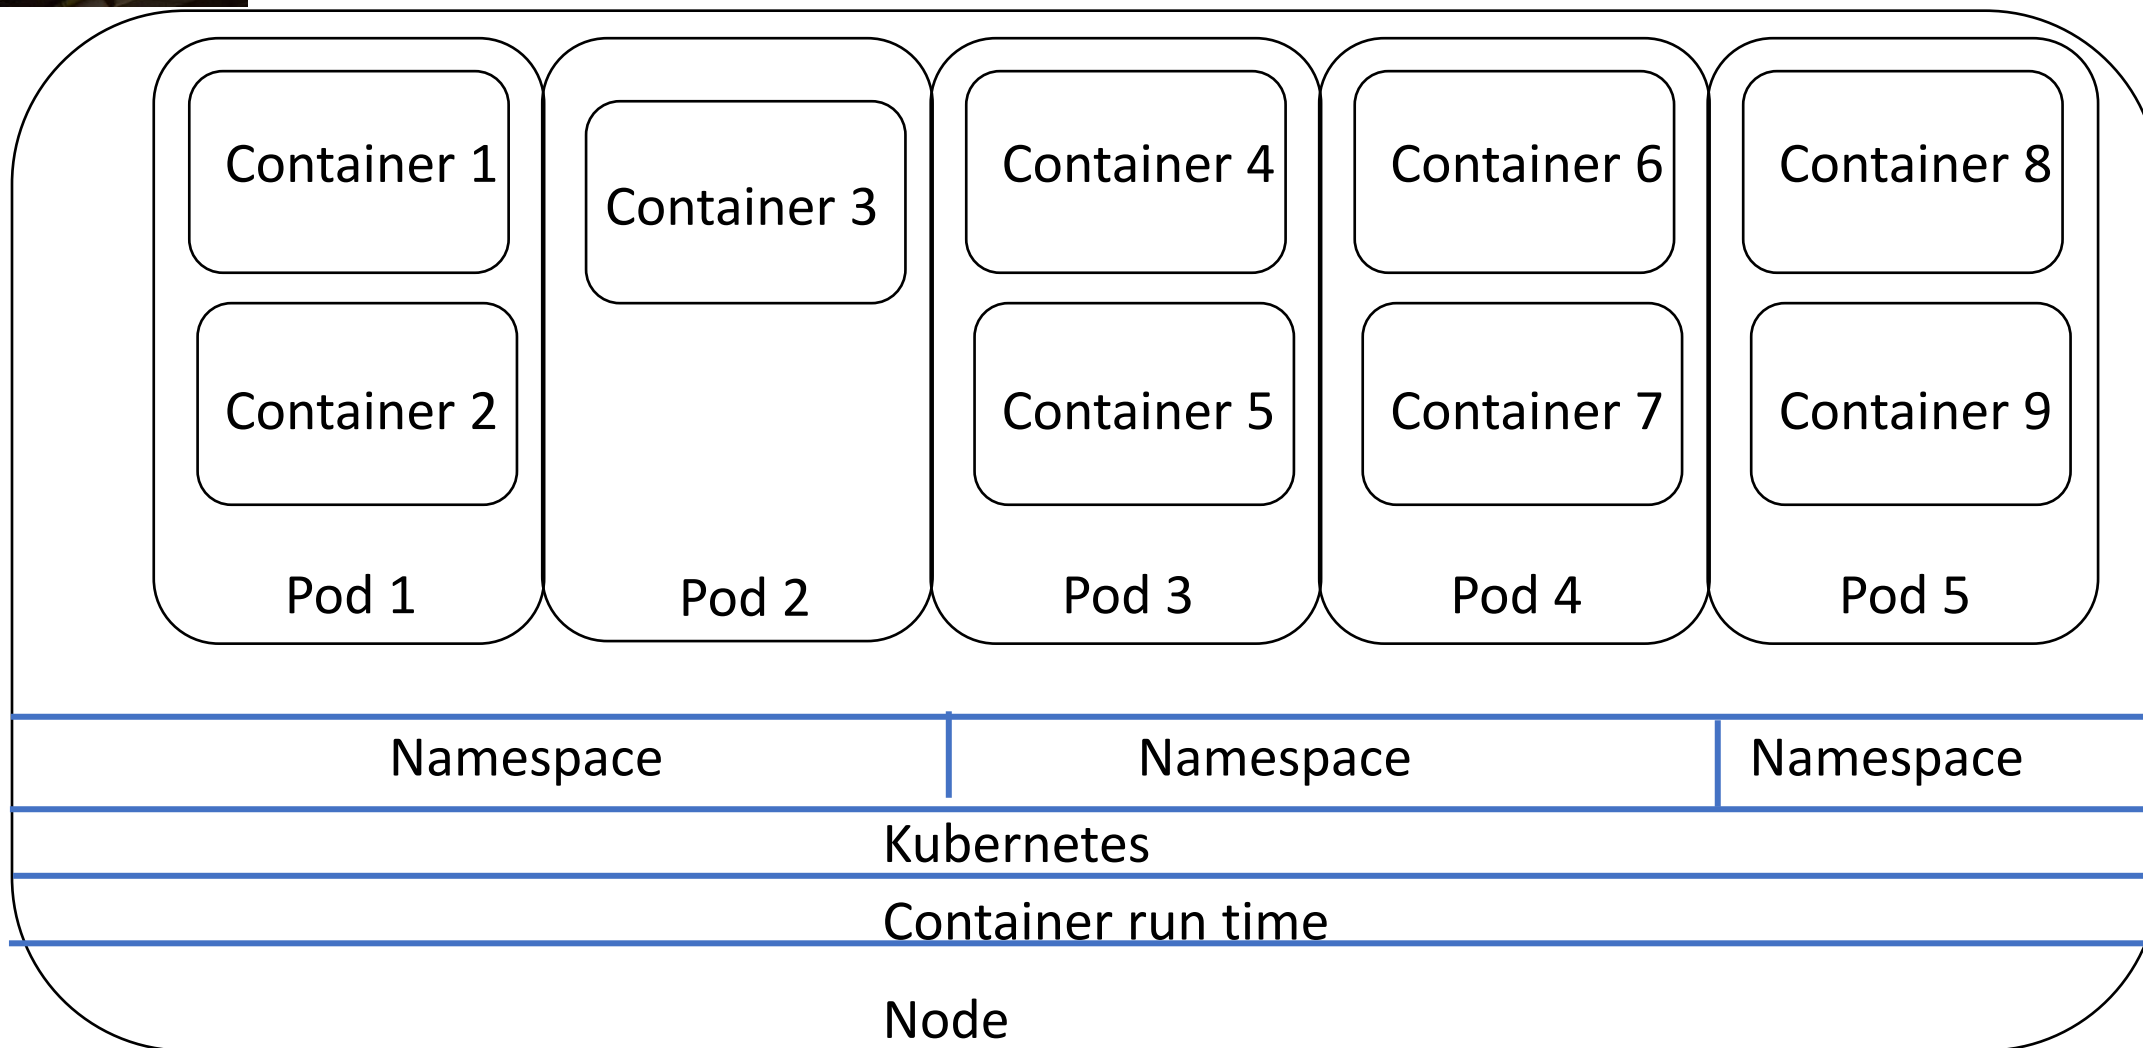 Container 1
Container 3
Container 4
Container 6
Container 8
Container 2
Container 5
Container 7
Container 9
Pod 1
Pod 2
Pod 3
Pod 4
Pod 5
Namespace
Namespace
Namespace
Kubernetes
Container run time
Node